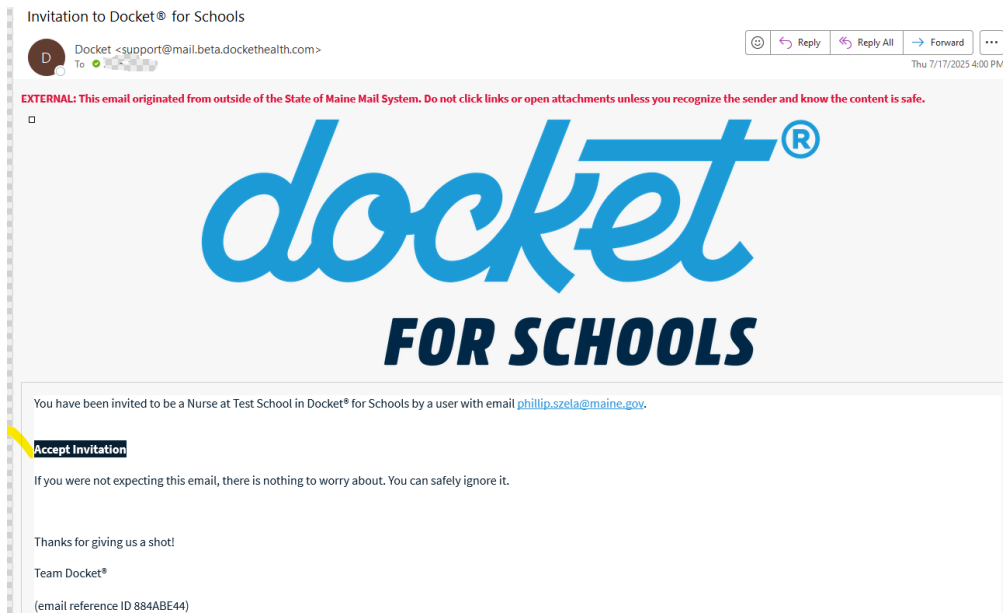 Invitation to Docket® for Schools
D
Docket <support@mail.beta.dockethealth.com>
To
Reply
Reply All
Forward
Thu 7/17/2025 4:00 PM
EXTERNAL: This email originated from outside of the State of Maine Mail System. Do not click links or open attachments unless you recognize the sender and know the content is safe.
docket®
FOR SCHOOLS
You have been invited to be a Nurse at Test School in Docket® for Schools by a user with email phillip.szela@maine.gov.
Accept Invitation
If you were not expecting this email, there is nothing to worry about. You can safely ignore it.
Thanks for giving us a shot!
Team Docket®
(email reference ID 884ABE44)